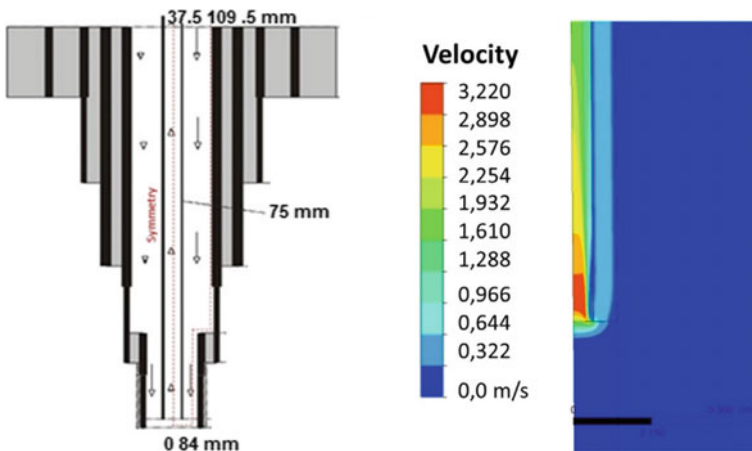 37.5 109 .5 mm
Symmetry
75 mm
0 84 mm
Velocity
3,220
2,898
2,576
2,254
1,932
1,610
1,288
0,966
0,644
0,322
0,0 m/s
0